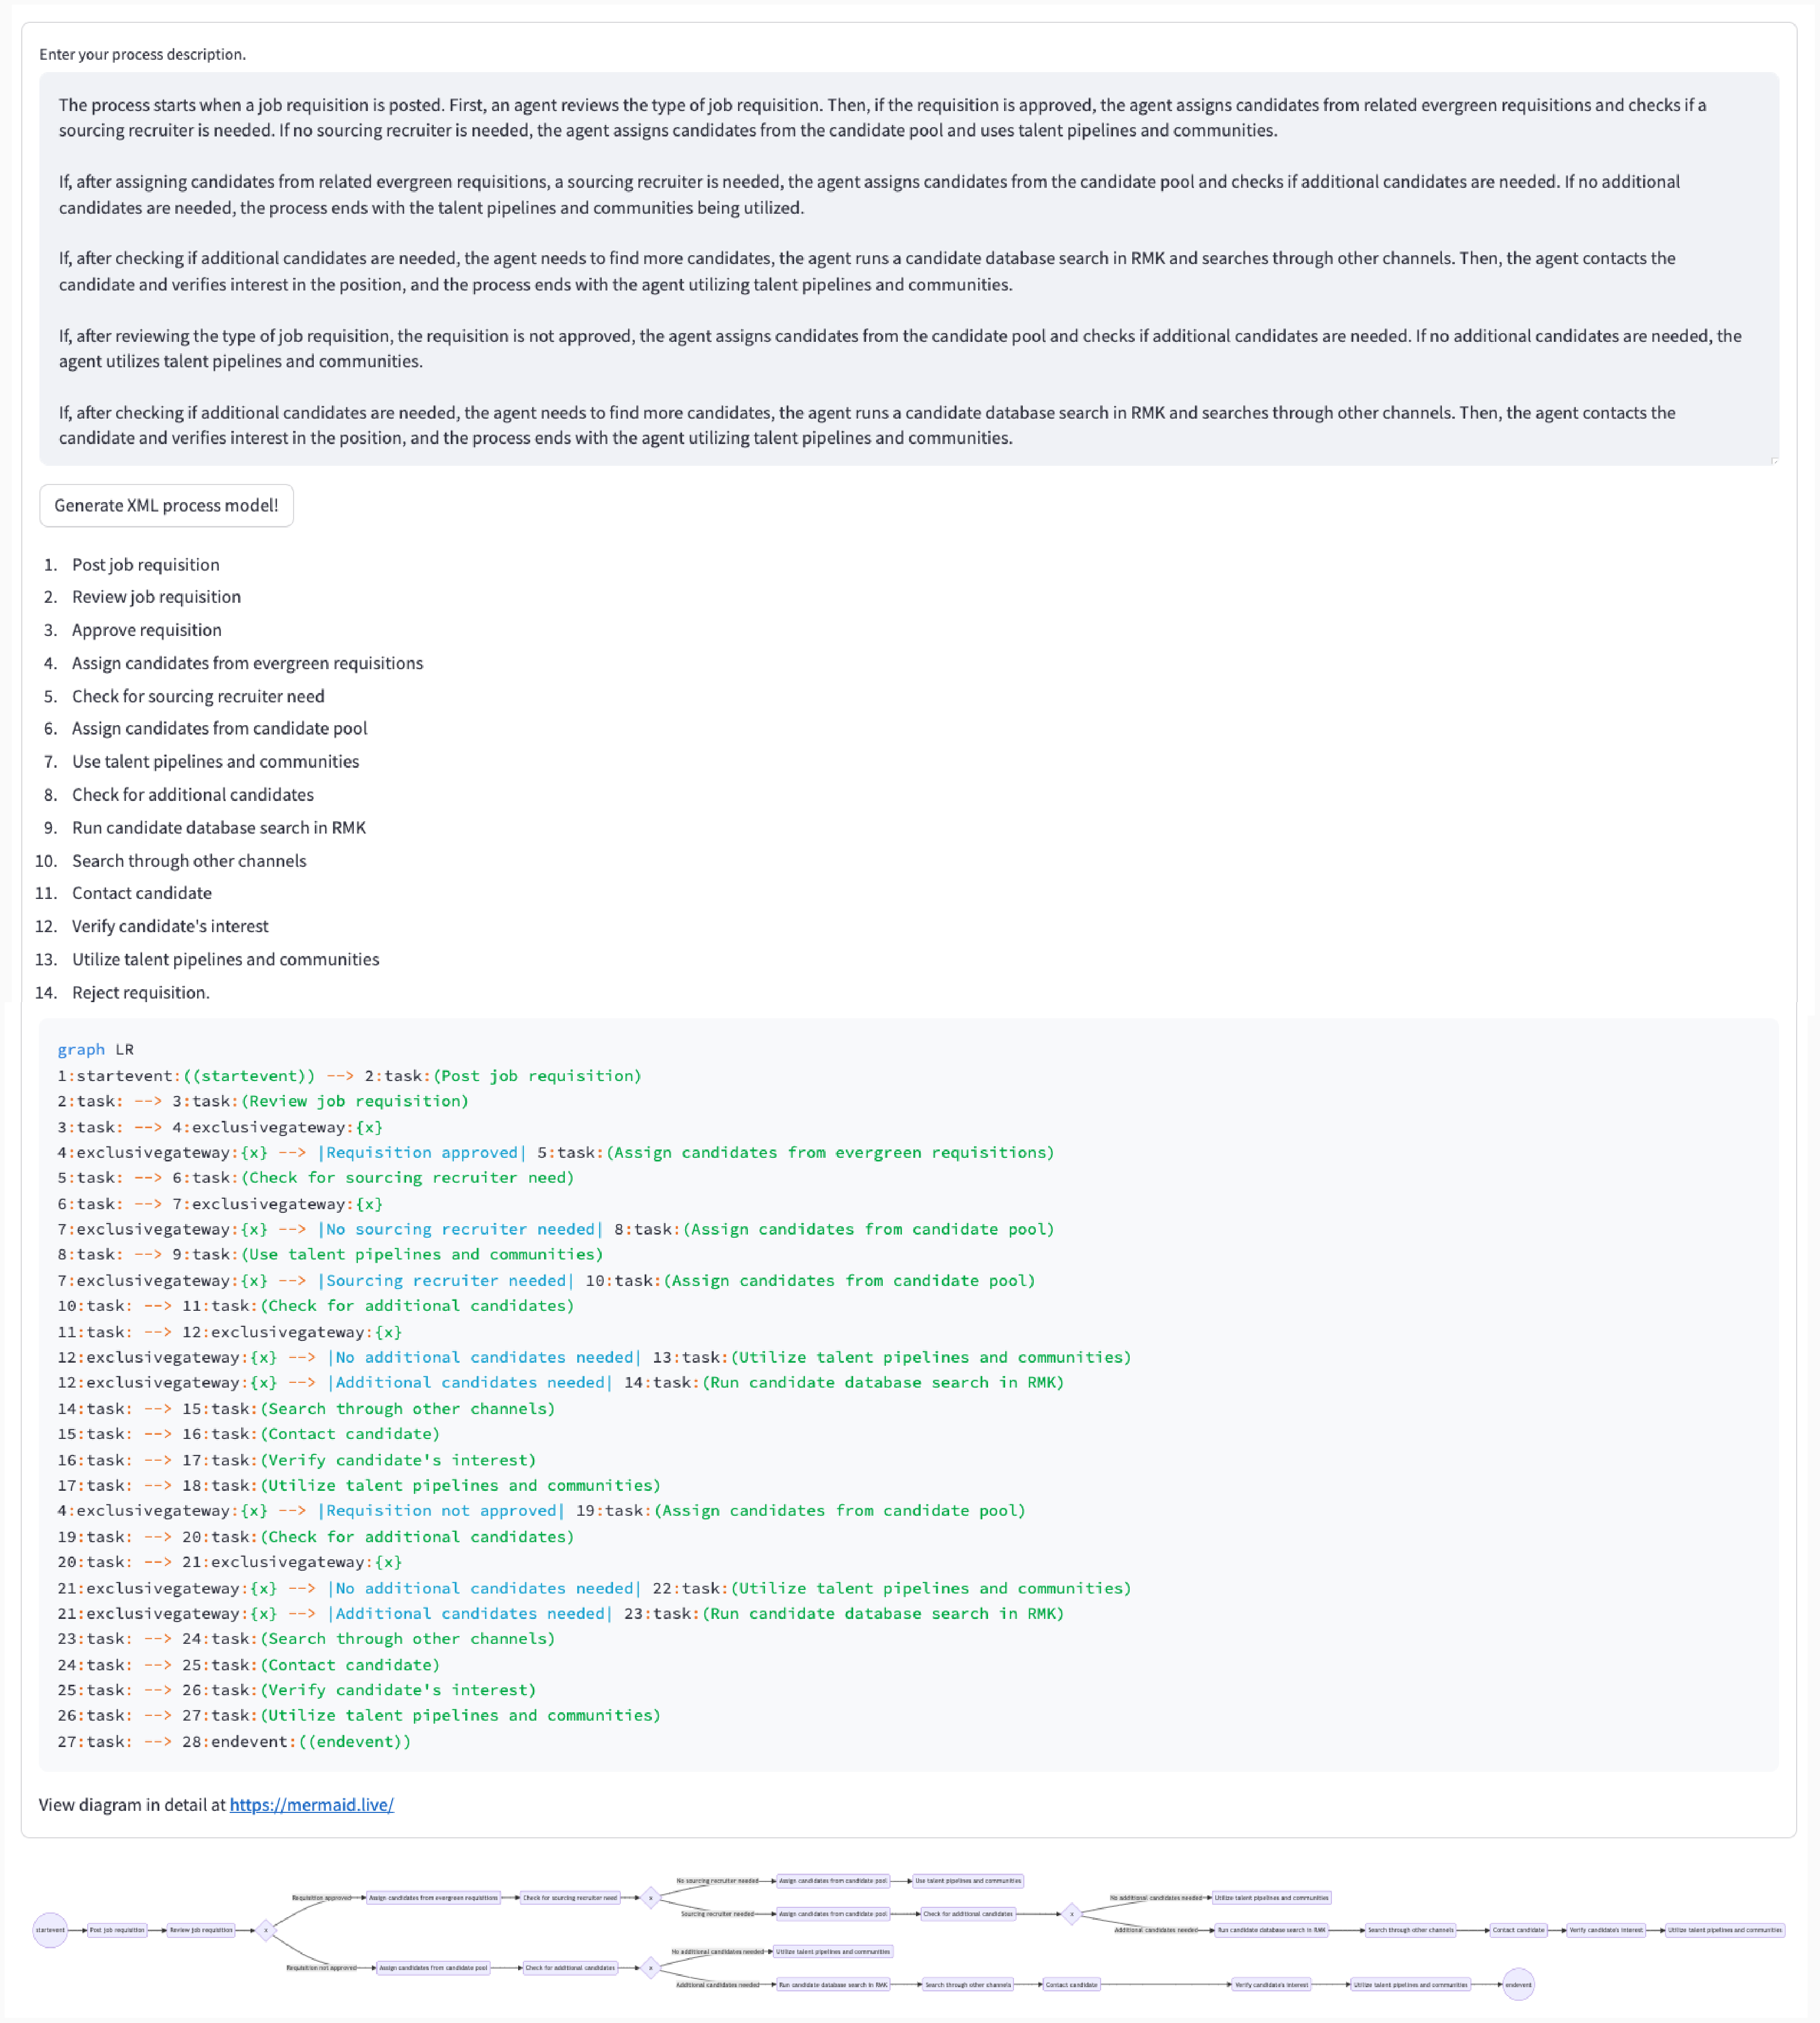 Enter your process description.
The process starts when a job requisition is posted. First, an agent reviews the type of job requisition. Then, if the requisition is approved, the agent assigns candidates from related evergreen requisitions and checks if a
sourcing recruiter is needed. If no sourcing recruiter is needed, the agent assigns candidates from the candidate pool and uses talent pipelines and communities.
If, after assigning candidates from related evergreen requisitions, a sourcing recruiter is needed, the agent assigns candidates from the candidate pool and checks if additional candidates are needed. If no additional
candidates are needed, the process ends with the talent pipelines and communities being utilized.
If, after checking if additional candidates are needed, the agent needs to find more candidates, the agent runs a candidate database search in RMK and searches through other channels. Then, the agent contacts the
candidate and verifies interest in the position, and the process ends with the agent utilizing talent pipelines and communities.
If, after reviewing the type of job requisition, the requisition is not approved, the agent assigns candidates from the candidate pool and checks if additional candidates are needed. If no additional candidates are needed, the
agent utilizes talent pipelines and communities.
If, after checking if additional candidates are needed, the agent needs to find more candidates, the agent runs a candidate database search in RMK and searches through other channels. Then, the agent contacts the
candidate and verifies interest in the position, and the process ends with the agent utilizing talent pipelines and communities.
Generate XML process model!
1. Post job requisition
2. Review job requisition
3. Approve requisition
4. Assign candidates from evergreen requisitions
5. Check for sourcing recruiter need
6. Assign candidates from candidate pool
7. Use talent pipelines and communities
8. Check for additional candidates
9. Run candidate database search in RMK
10. Search through other channels
11. Contact candidate
12. Verify candidate's interest
13. Utilize talent pipelines and communities
14. Reject requisition.
graph LR
1:startevent:((startevent)) --> 2:task:(Post job requisition)
2:task: --> 3:task:(Review job requisition)
3:task: --> 4:exclusivegateway:{x}
4:exclusivegateway:{x} --> |Requisition approved| 5:task:(Assign candidates from evergreen requisitions)
5:task: --> 6:task:(Check for sourcing recruiter need)
6:task: --> 7:exclusivegateway:{x}
7:exclusivegateway:{x} --> |No sourcing recruiter needed| 8:task:(Assign candidates from candidate pool)
8:task: --> 9:task:(Use talent pipelines and communities)
7:exclusivegateway:{x} --> |Sourcing recruiter needed| 10:task:(Assign candidates from candidate pool)
10:task: --> 11:task:(Check for additional candidates)
11:task: --> 12:exclusivegateway:{x}
12:exclusivegateway:{x} --> |No additional candidates needed| 13:task:(Utilize talent pipelines and communities)
12:exclusivegateway:{x} --> |Additional candidates needed| 14:task:(Run candidate database search in RMK)
14:task: --> 15:task:(Search through other channels)
15:task: --> 16:task:(Contact candidate)
16:task: --> 17:task:(Verify candidate's interest)
17:task: --> 18:task:(Utilize talent pipelines and communities)
4:exclusivegateway:{x} --> |Requisition not approved| 19:task:(Assign candidates from candidate pool)
19:task: --> 20:task:(Check for additional candidates)
20:task: --> 21:exclusivegateway:{x}
21:exclusivegateway:{x} --> |No additional candidates needed| 22:task:(Utilize talent pipelines and communities)
21:exclusivegateway:{x} --> |Additional candidates needed| 23:task:(Run candidate database search in RMK)
23:task: --> 24:task:(Search through other channels)
24:task: --> 25:task:(Contact candidate)
25:task: --> 26:task:(Verify candidate's interest)
26:task: --> 27:task:(Utilize talent pipelines and communities)
27:task: --> 28:endevent:((endevent))
View diagram in detail at https://mermaid.live/
No sourcing recruiter needed Assign candidates from candidate pool Use talent pipelines and communities
Requisition approved Assign candidates from evergreen requisitions Check for sourcing recruiter need x No additional candidates needed Utilize talent pipelines and communities
Sourcing recruiter needed Assign candidates from candidate pool Check for additional candidates x
startevent Post job requisition Review job requisition x Additional candidates needed Run candidate database search in RMK Search through other channels Contact candidate Verify candidate's interest Utilize talent pipelines and communities
No additional candidates needed Utilize talent pipelines and communities
Requisition not approved Assign candidates from candidate pool Check for additional candidates x
Additional candidates needed Run candidate database search in RMK Search through other channels Contact candidate Verify candidate's interest Utilize talent pipelines and communities endevent